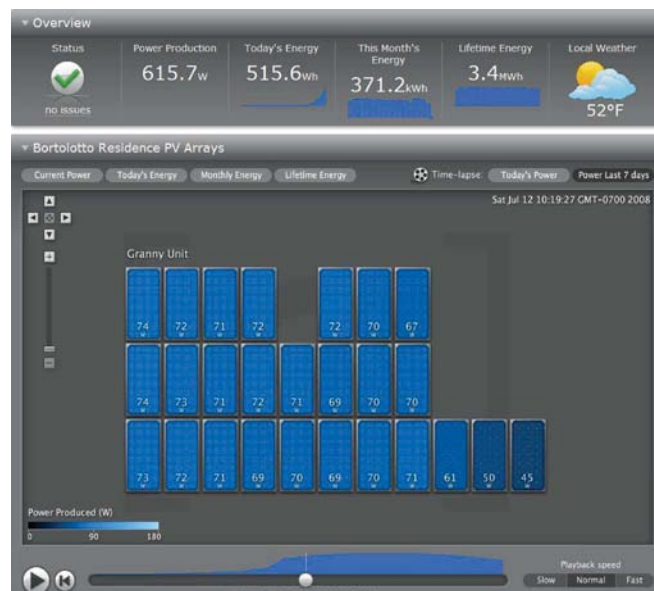 Overview
Status Power Production Today's Energy This Month's Energy Lifetime Energy Local Weather
615.7W 515.6Wh 371.2kWh 3.4MWh
no issues 52°F
Bortolotto Residence PV Arrays
Current Power Today's Energy Monthly Energy Lifetime Energy Time-lapse: Today's Power Power Last 7 days
Sat Jul 12 10:19:27 GMT-0700 2008
Granny Unit
74 72 71 72 72 70 67
W W W W W W W
74 73 71 72 71 69 70 70
W W W W W W W W
73 72 71 69 70 69 70 71 61 50 45
W W W W W W W W W W W
Power Produced (W)
0 90 180
Playback speed
Slow Normal Fast